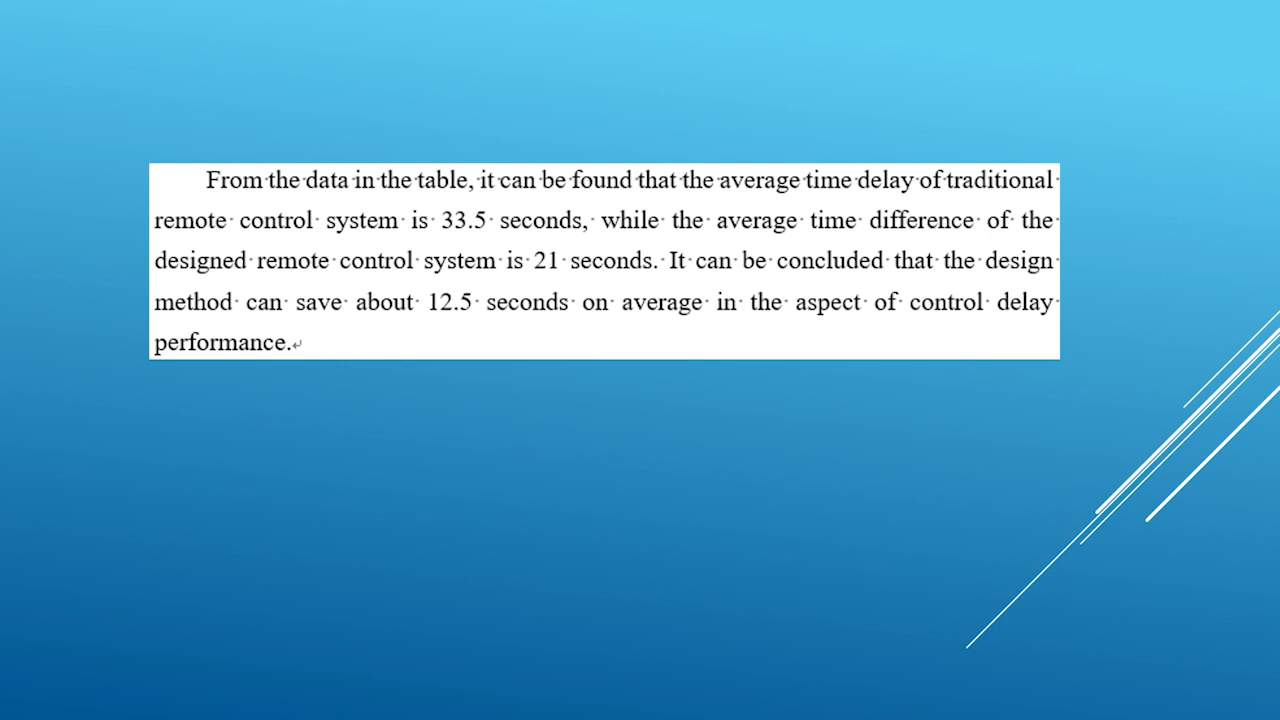 From the data in the table, it can be found that the average time delay of traditional
remote control system is 33.5 seconds, while the average time difference of the
designed remote control system is 21 seconds. It can be concluded that the design
method can save about 12.5 seconds on average in the aspect of control delay
performance.